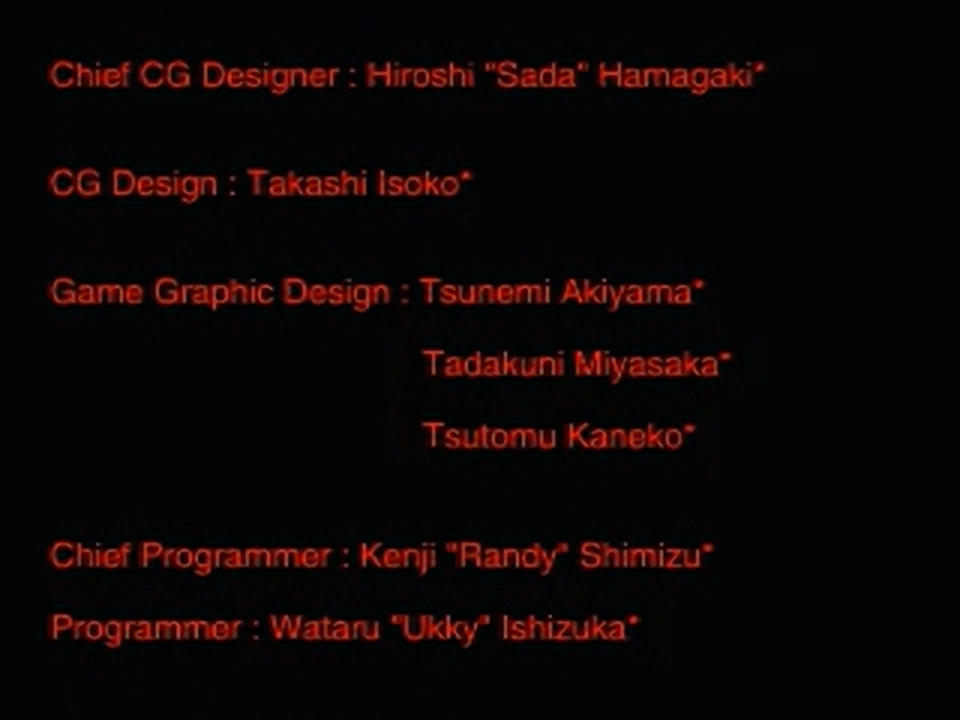 Chief CG Designer : Hiroshi "Sada" Hamagaki*
CG Design : Takashi Isoko*
Game Graphic Design : Tsunemi Akiyama*
Tadakuni Miyasaka*
Tsutomu Kaneko*
Chief Programmer : Kenji "Randy" Shimizu*
Programmer : Wataru "Ukky" Ishizuka*